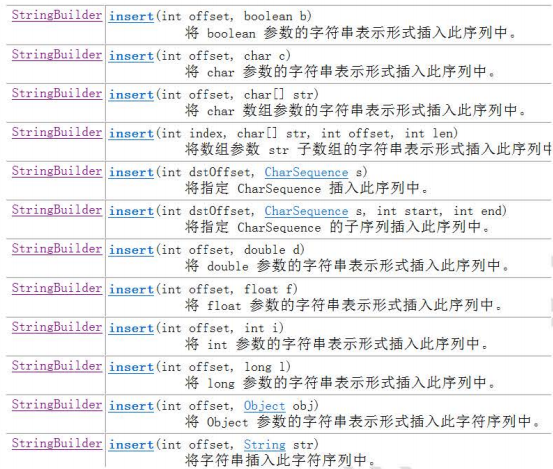 StringBuilder insert(int offset, boolean b)
将 boolean 参数的字符串表示形式插入此序列中。
StringBuilder insert(int offset, char c)
将 char 参数的字符串表示形式插入此序列中。
StringBuilder insert(int offset, char[] str)
将 char 数组参数的字符串表示形式插入此序列中。
StringBuilder insert(int index, char[] str, int offset, int len)
将数组参数 str 子数组的字符串表示形式插入此序列中
StringBuilder insert(int dstOffset, CharSequence s)
将指定 CharSequence 插入此序列中。
StringBuilder insert(int dstOffset, CharSequence s, int start, int end)
将指定 CharSequence 的子序列插入此序列中。
StringBuilder insert(int offset, double d)
将 double 参数的字符串表示形式插入此序列中。
StringBuilder insert(int offset, float f)
将 float 参数的字符串表示形式插入此序列中。
StringBuilder insert(int offset, int i)
将 int 参数的字符串表示形式插入此序列中。
StringBuilder insert(int offset, long l)
将 long 参数的字符串表示形式插入此序列中。
StringBuilder insert(int offset, Object obj)
将 Object 参数的字符串表示形式插入此字符序列中。
StringBuilder insert(int offset, String str)
将字符串插入此字符序列中。